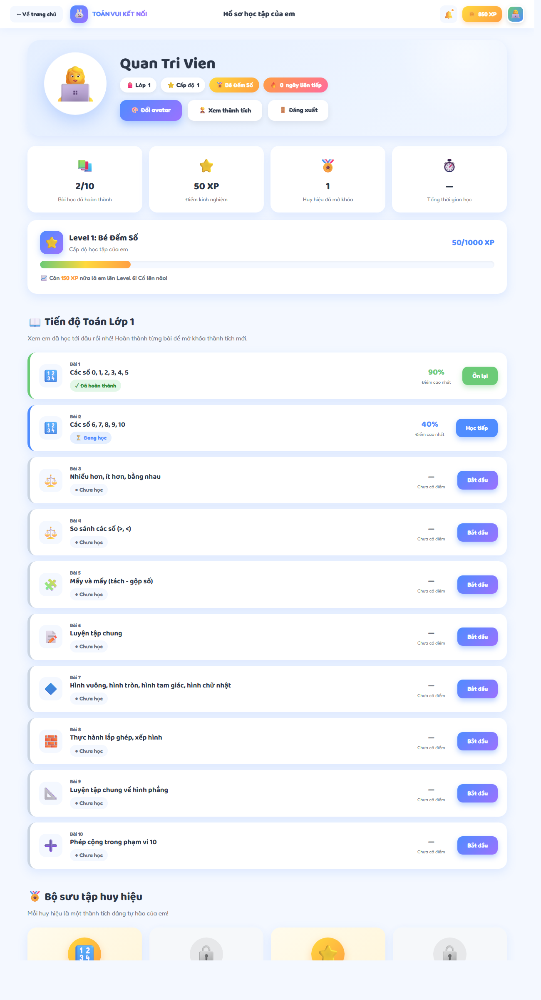 ←Về trang chủ
TOÁN VUI KẾT NỐI
Hồ sơ học tập của em
850 XP
Quan Tri Vien
Lớp 1
Cấp độ 1
Bé Đếm Số
0 ngày liên tiếp
Đổi avatar
Xem thành tích
Đăng xuất
2/10
Bài học đã hoàn thành
50 XP
Điểm kinh nghiệm
1
Huy hiệu đã mở khóa
—
Tổng thời gian học
Level 1: Bé Đếm Số
Cấp độ học tập của em
50/1000 XP
Còn 150 XP nữa là em lên Level 6! Cố lên nào!
Tiến độ Toán Lớp 1
Xem em đã học tới đâu rồi nhé! Hoàn thành từng bài để mở khóa thành tích mới.
Bài 1
Các số 0, 1, 2, 3, 4, 5
✓ Đã hoàn thành
90%
Điểm cao nhất
Ôn lại
Bài 2
Các số 6, 7, 8, 9, 10
Đang học
40%
Điểm cao nhất
Học tiếp
Bài 3
Nhiều hơn, ít hơn, bằng nhau
● Chưa học
—
Chưa có điểm
Bắt đầu
Bài 4
So sánh các số (>, <)
● Chưa học
—
Chưa có điểm
Bắt đầu
Bài 5
Mấy và mấy (tách - gộp số)
● Chưa học
—
Chưa có điểm
Bắt đầu
Bài 6
Luyện tập chung
● Chưa học
—
Chưa có điểm
Bắt đầu
Bài 7
Hình vuông, hình tròn, hình tam giác, hình chữ nhật
● Chưa học
—
Chưa có điểm
Bắt đầu
Bài 8
Thực hành lắp ghép, xếp hình
● Chưa học
—
Chưa có điểm
Bắt đầu
Bài 9
Luyện tập chung về hình phẳng
● Chưa học
—
Chưa có điểm
Bắt đầu
Bài 10
Phép cộng trong phạm vi 10
● Chưa học
—
Chưa có điểm
Bắt đầu
Bộ sưu tập huy hiệu
Mỗi huy hiệu là một thành tích đáng tự hào của em!